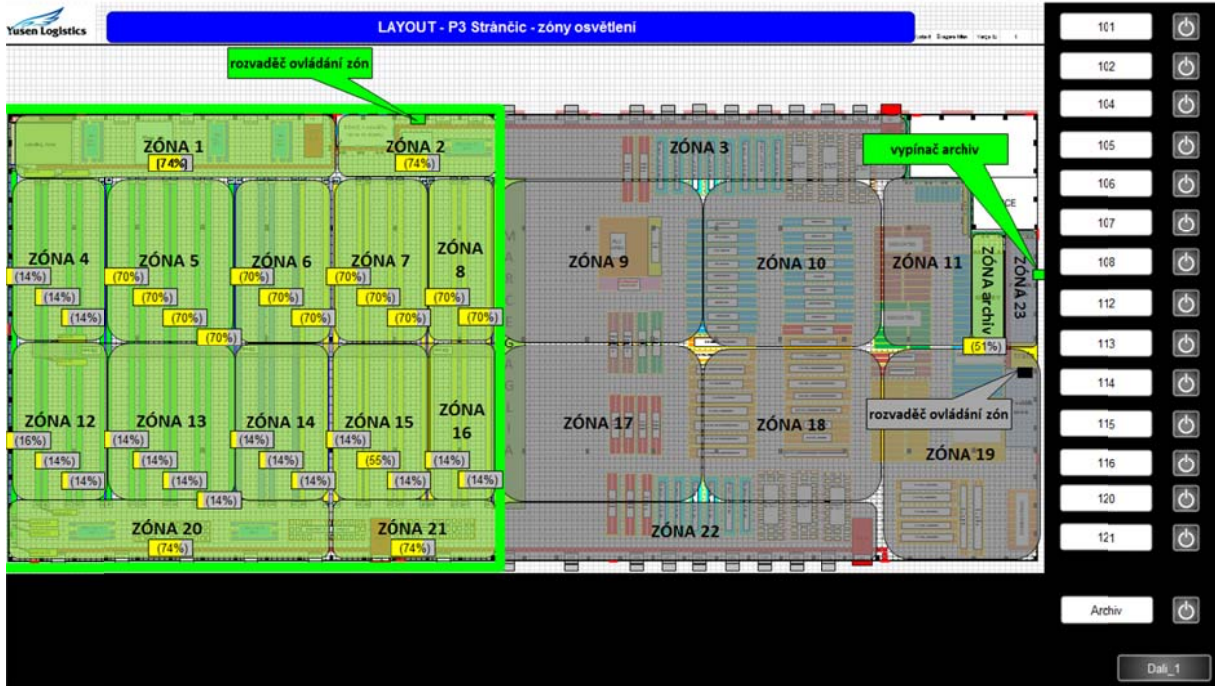 Yusen Logistics
LAYOUT - P3 Stránčic - zóny osvětlení
rozvaděč ovládání zón
ZÓNA 1
(74%)
ZÓNA 2
(74%)
ZÓNA 3
vypínač archiv
ZÓNA 4
(14%)
(14%)
(14%)
ZÓNA 5
(70%)
(70%)
(70%)
(70%)
ZÓNA 6
(70%)
(70%)
(70%)
ZÓNA 7
(70%)
(70%)
(70%)
ZÓNA 8
(70%)
(70%)
ZÓNA 9
ZÓNA 10
ZÓNA 11
ZÓNA archiv
(51%)
ZÓNA 23
ZÓNA 12
(16%)
(14%)
(14%)
ZÓNA 13
(14%)
(14%)
(14%)
(14%)
ZÓNA 14
(14%)
(14%)
(14%)
ZÓNA 15
(14%)
(55%)
(14%)
ZÓNA 16
(14%)
(14%)
ZÓNA 17
ZÓNA 18
rozvaděč ovládání zón
ZÓNA 19
ZÓNA 20
(74%)
ZÓNA 21
(74%)
ZÓNA 22
101
102
104
105
106
107
108
112
113
114
115
116
120
121
Archiv
Dali_1